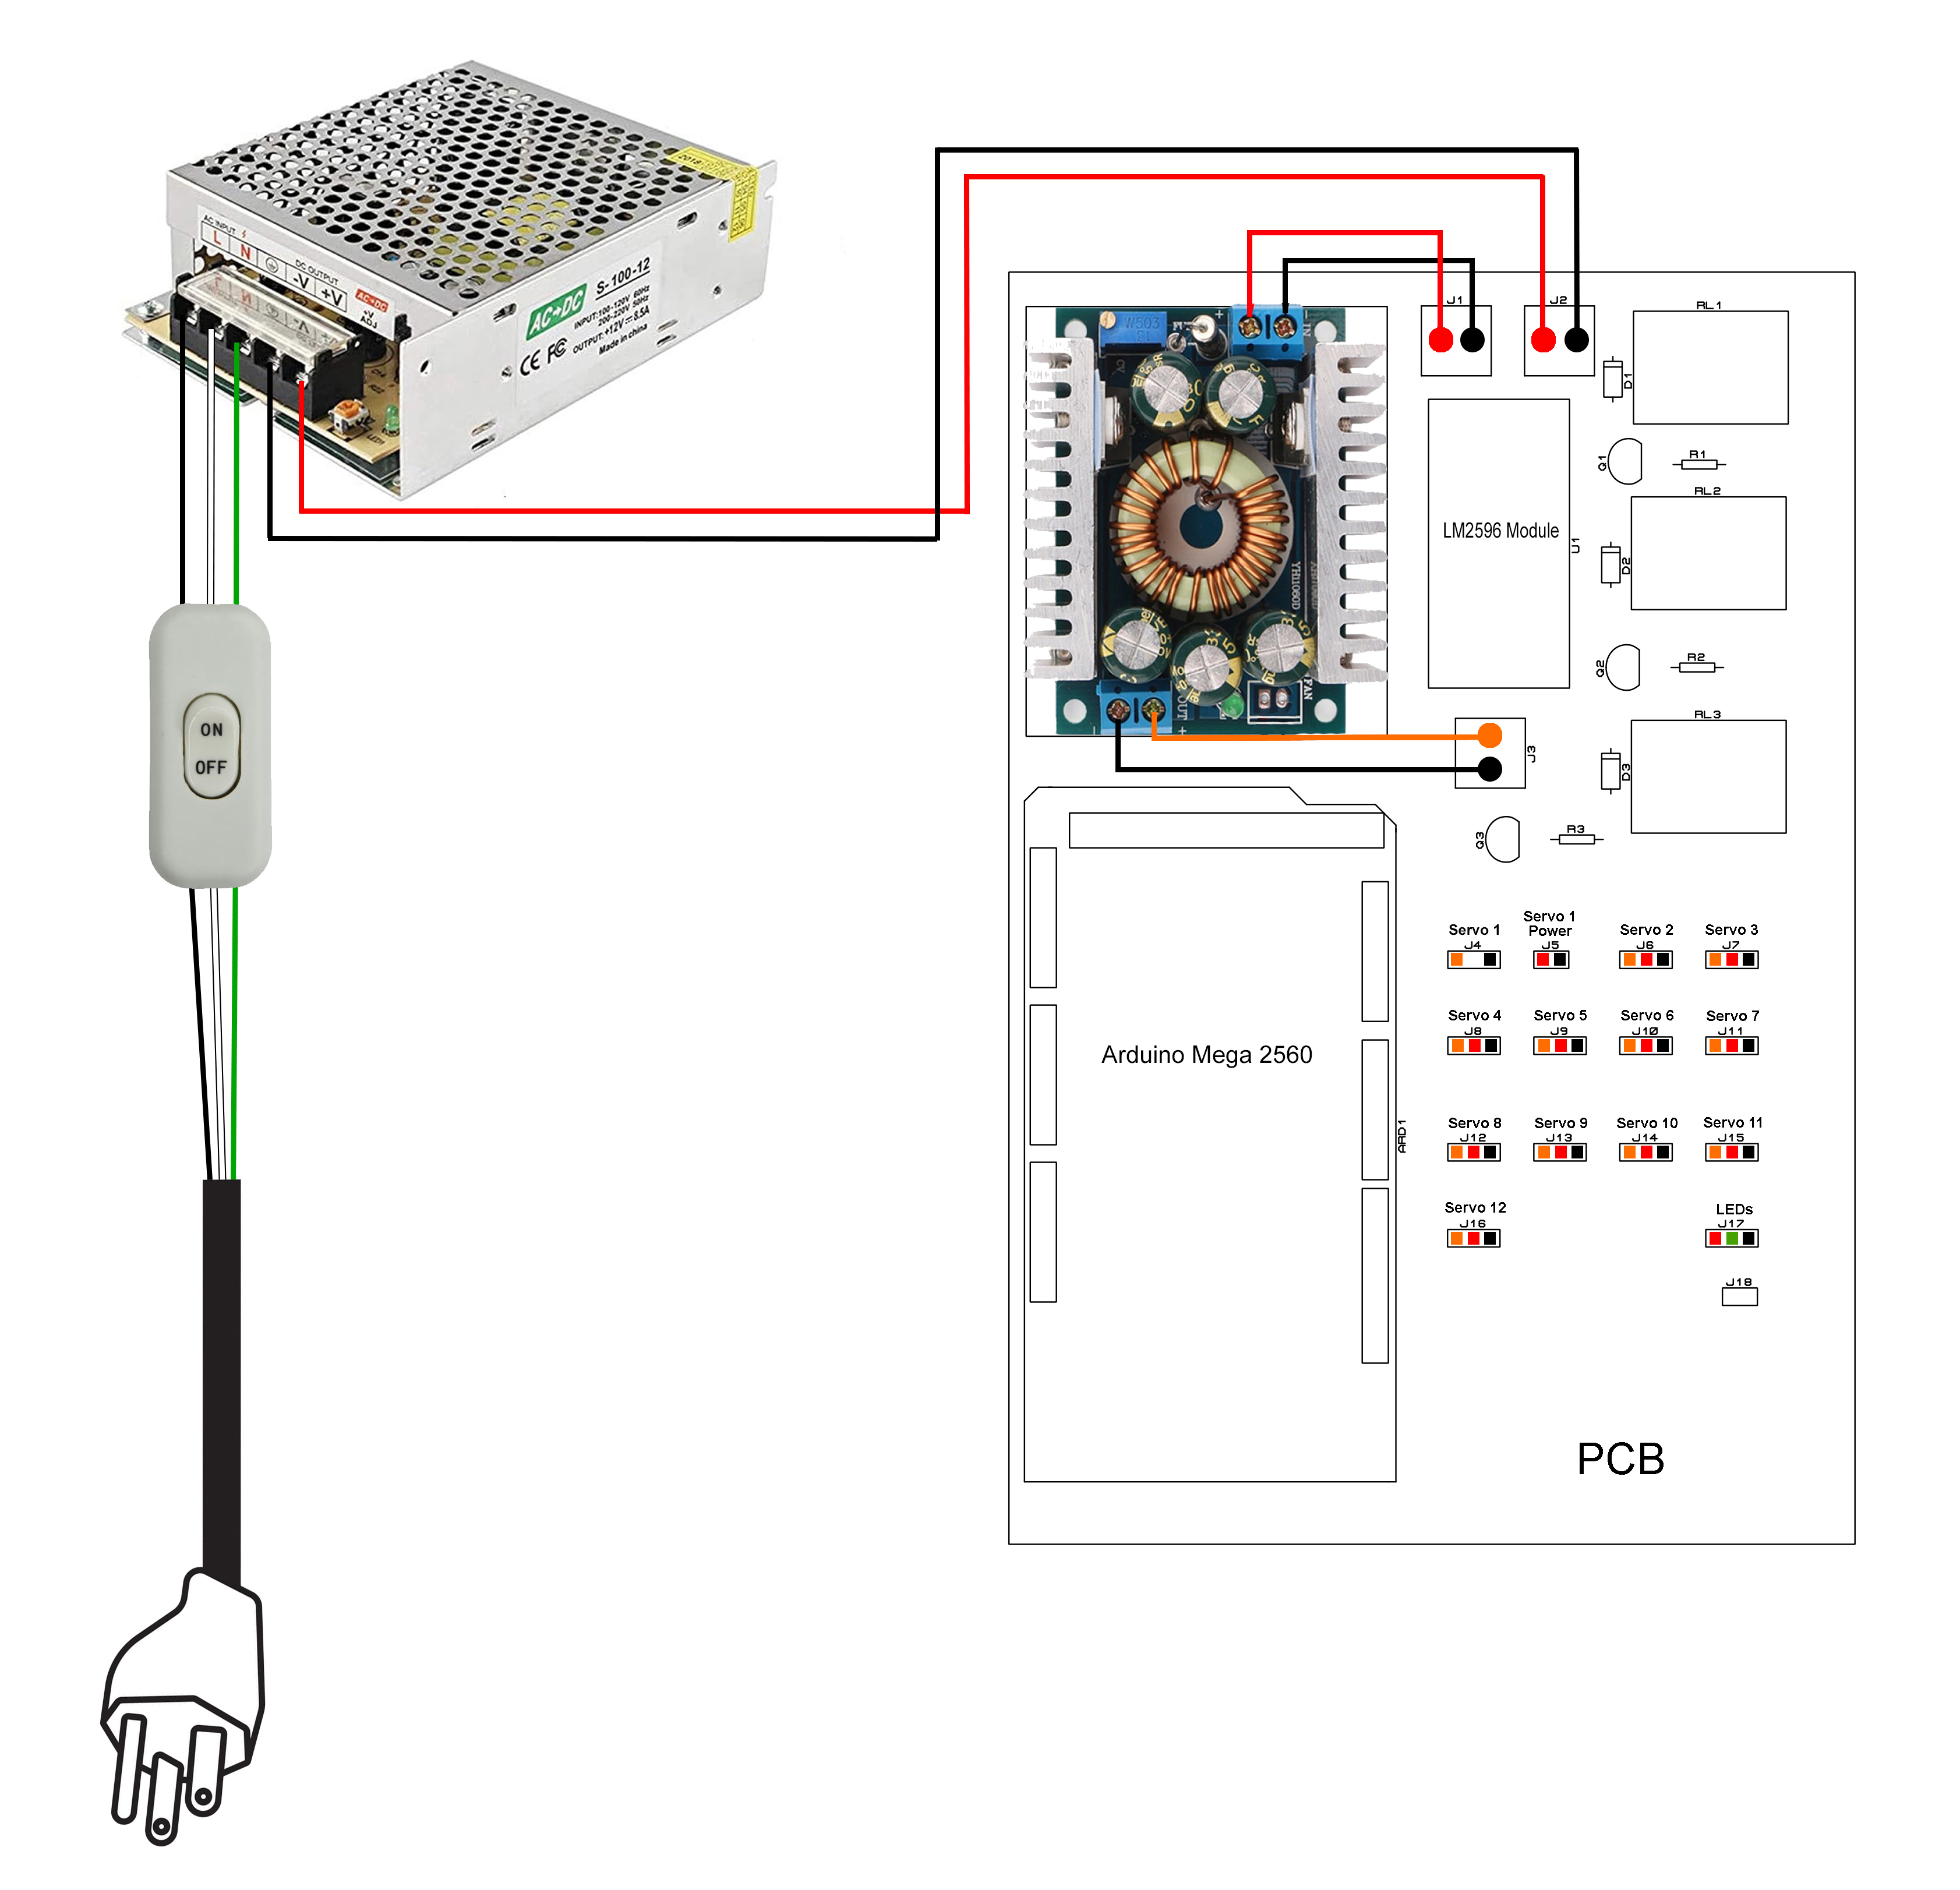 2018
AC INPUT
L N
DC OUTPUT
-V +V
AC▸DC
+V
ADJ
AC▸DC
S-100-12
INPUT:100-120V 60Hz
200-220V 50Hz
OUTPUT:+12V 8.5A
CE FC
Made in china
ON
OFF
J1
J2
RL1
D1
W503
IN
Q1
R1
RL2
LM2596 Module
U1
D2
YH11060D
Q2
R2
FAN
OUT
RL3
J3
D3
Q3
R3
Servo 1
J4
Servo 1
Power
J5
Servo 2
J6
Servo 3
J7
Servo 4
J8
Servo 5
J9
Servo 6
J10
Servo 7
J11
Arduino Mega 2560
ARD1
Servo 8
J12
Servo 9
J13
Servo 10
J14
Servo 11
J15
Servo 12
J16
LEDs
J17
J18
PCB